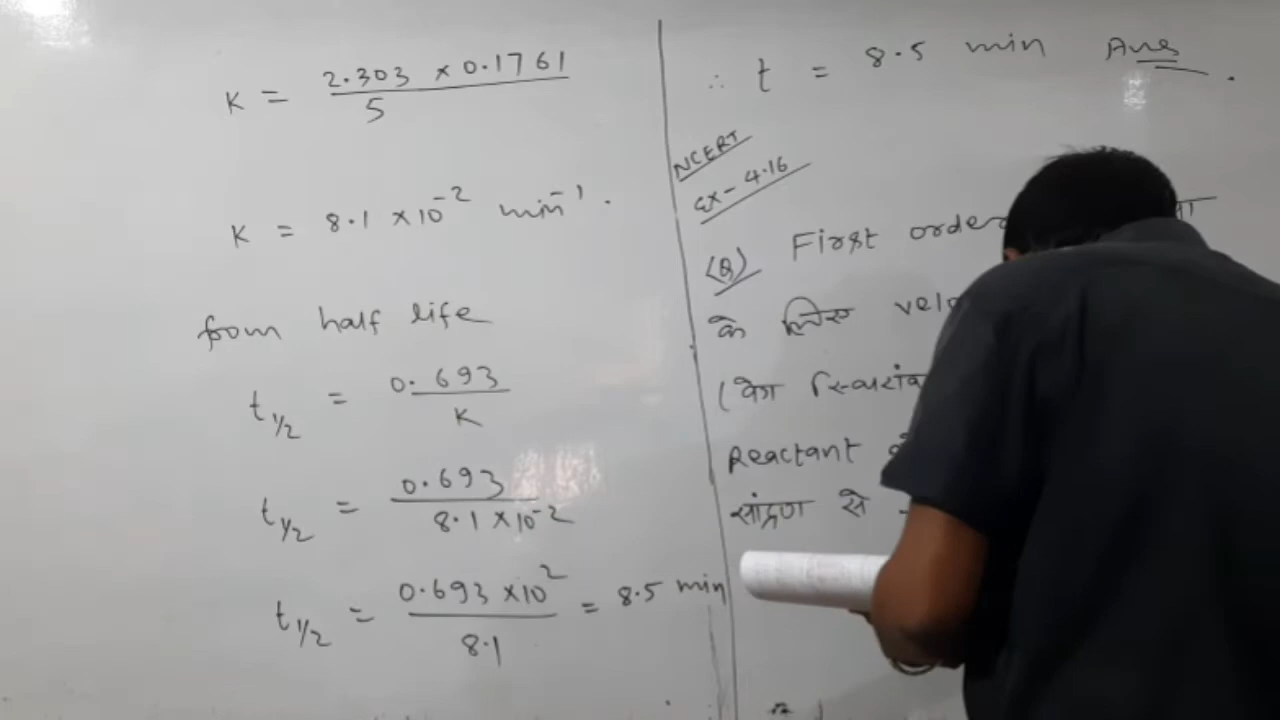 K = 2.303 × 0.1761 / 5
K = 8.1 × 10⁻² min⁻¹.
from half life
t1/2 = 0.693 / K
t1/2 = 0.693 / 8.1 × 10⁻²
t1/2 = 0.693 × 10² / 8.1 = 8.5 min
∴ t = 8.5 min Ans.
NCERT
Ex - 4.16
(Q) First order
के लिए
Reactant
सांद्रण से